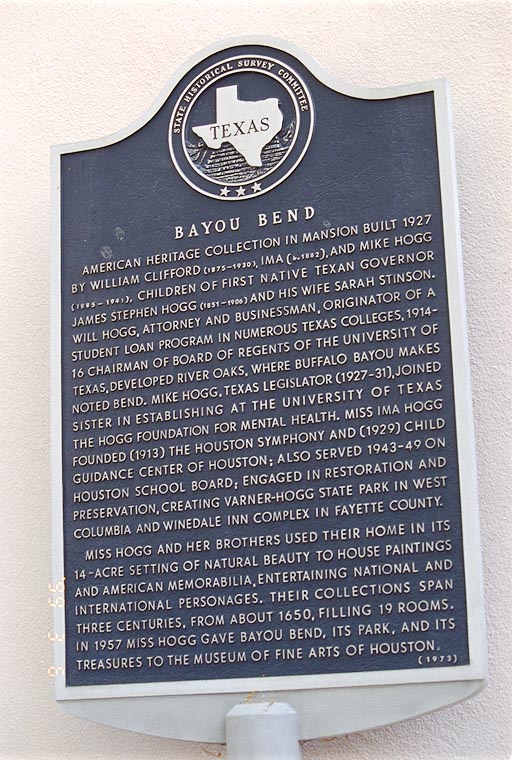 STATE HISTORICAL SURVEY COMMITTEE
TEXAS
BAYOU BEND
AMERICAN HERITAGE COLLECTION IN MANSION BUILT 1927
BY WILLIAM CLIFFORD (1875-1930), IMA (b.1882), AND MIKE HOGG
(1885-1941), CHILDREN OF FIRST NATIVE TEXAN GOVERNOR
JAMES STEPHEN HOGG (1851-1906) AND HIS WIFE SARAH STINSON.
WILL HOGG, ATTORNEY AND BUSINESSMAN, ORIGINATOR OF A
STUDENT LOAN PROGRAM IN NUMEROUS TEXAS COLLEGES, 1914-
16 CHAIRMAN OF BOARD OF REGENTS OF THE UNIVERSITY OF
TEXAS, DEVELOPED RIVER OAKS, WHERE BUFFALO BAYOU MAKES
NOTED BEND. MIKE HOGG, TEXAS LEGISLATOR (1927-31), JOINED
SISTER IN ESTABLISHING AT THE UNIVERSITY OF TEXAS
THE HOGG FOUNDATION FOR MENTAL HEALTH. MISS IMA HOGG
FOUNDED (1913) THE HOUSTON SYMPHONY AND (1929) CHILD
GUIDANCE CENTER OF HOUSTON; ALSO SERVED 1943-49 ON
HOUSTON SCHOOL BOARD; ENGAGED IN RESTORATION AND
PRESERVATION, CREATING VARNER-HOGG STATE PARK IN WEST
COLUMBIA AND WINEDALE INN COMPLEX IN FAYETTE COUNTY.
MISS HOGG AND HER BROTHERS USED THEIR HOME IN ITS
14-ACRE SETTING OF NATURAL BEAUTY TO HOUSE PAINTINGS
AND AMERICAN MEMORABILIA, ENTERTAINING NATIONAL AND
INTERNATIONAL PERSONAGES. THEIR COLLECTIONS SPAN
THREE CENTURIES, FROM ABOUT 1650, FILLING 19 ROOMS.
IN 1957 MISS HOGG GAVE BAYOU BEND, ITS PARK, AND ITS
TREASURES TO THE MUSEUM OF FINE ARTS OF HOUSTON.
(1973)